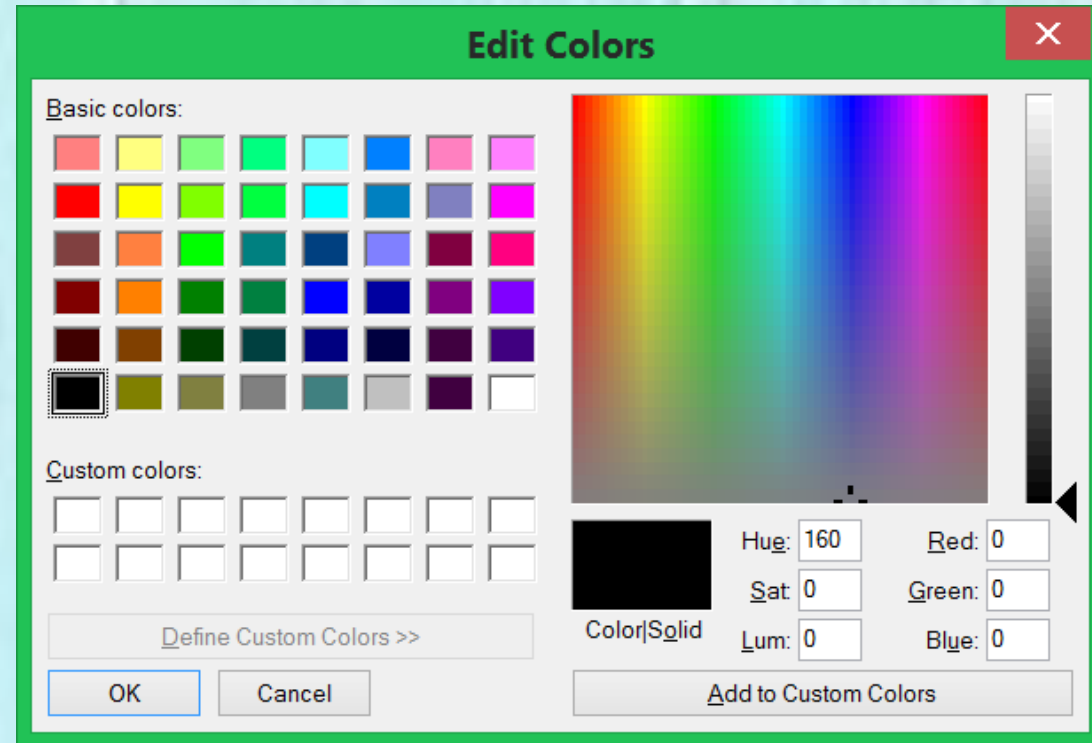 Edit Colors
Basic colors:
Custom colors:
Define Custom Colors >>
OK
Cancel
Color|Solid
Hue: 160
Sat: 0
Lum: 0
Red: 0
Green: 0
Blue: 0
Add to Custom Colors